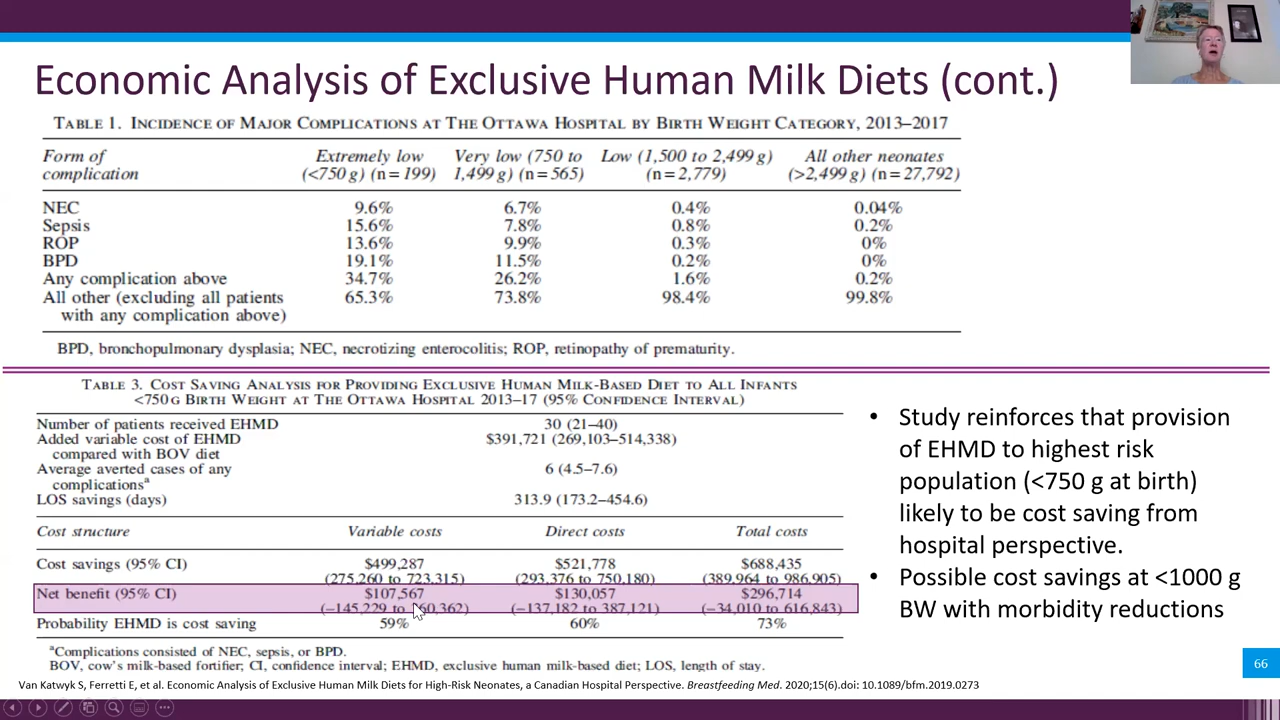 Economic Analysis of Exclusive Human Milk Diets (cont.)
TABLE 1. INCIDENCE OF MAJOR COMPLICATIONS AT THE OTTAWA HOSPITAL BY BIRTH WEIGHT CATEGORY, 2013–2017
Form of complication Extremely low (<750 g) (n = 199) Very low (750 to 1,499 g) (n = 565) Low (1,500 to 2,499 g) (n = 2,779) All other neonates (>2,499 g) (n = 27,792)
NEC 9.6% 6.7% 0.4% 0.04%
Sepsis 15.6% 7.8% 0.8% 0.2%
ROP 13.6% 9.9% 0.3% 0%
BPD 19.1% 11.5% 0.2% 0%
Any complication above 34.7% 26.2% 1.6% 0.2%
All other (excluding all patients 65.3% 73.8% 98.4% 99.8%
with any complication above)
BPD, bronchopulmonary dysplasia; NEC, necrotizing enterocolitis; ROP, retinopathy of prematurity.
TABLE 3. COST SAVING ANALYSIS FOR PROVIDING EXCLUSIVE HUMAN MILK-BASED DIET TO ALL INFANTS
<750 G BIRTH WEIGHT AT THE OTTAWA HOSPITAL 2013–17 (95% CONFIDENCE INTERVAL)
Number of patients received EHMD 30 (21–40)
Added variable cost of EHMD $391,721 (269,103–514,338)
compared with BOV diet
Average averted cases of any 6 (4.5–7.6)
complicationsa
LOS savings (days) 313.9 (173.2–454.6)
Cost structure Variable costs Direct costs Total costs
Cost savings (95% CI) $499,287 $521,778 $688,435
(275,260 to 723,315) (293,376 to 750,180) (389,964 to 986,905)
Net benefit (95% CI) $107,567 $130,057 $296,714
(−145,229 to 60,362) (−137,182 to 387,121) (−34,010 to 616,843)
Probability EHMD is cost saving 59% 60% 73%
aComplications consisted of NEC, sepsis, or BPD.
BOV, cow's milk-based fortifier; CI, confidence interval; EHMD, exclusive human milk-based diet; LOS, length of stay.
• Study reinforces that provision
of EHMD to highest risk
population (<750 g at birth)
likely to be cost saving from
hospital perspective.
• Possible cost savings at <1000 g
BW with morbidity reductions
66
Van Katwyk S, Ferretti E, et al. Economic Analysis of Exclusive Human Milk Diets for High-Risk Neonates, a Canadian Hospital Perspective. Breastfeeding Med. 2020;15(6).doi: 10.1089/bfm.2019.0273